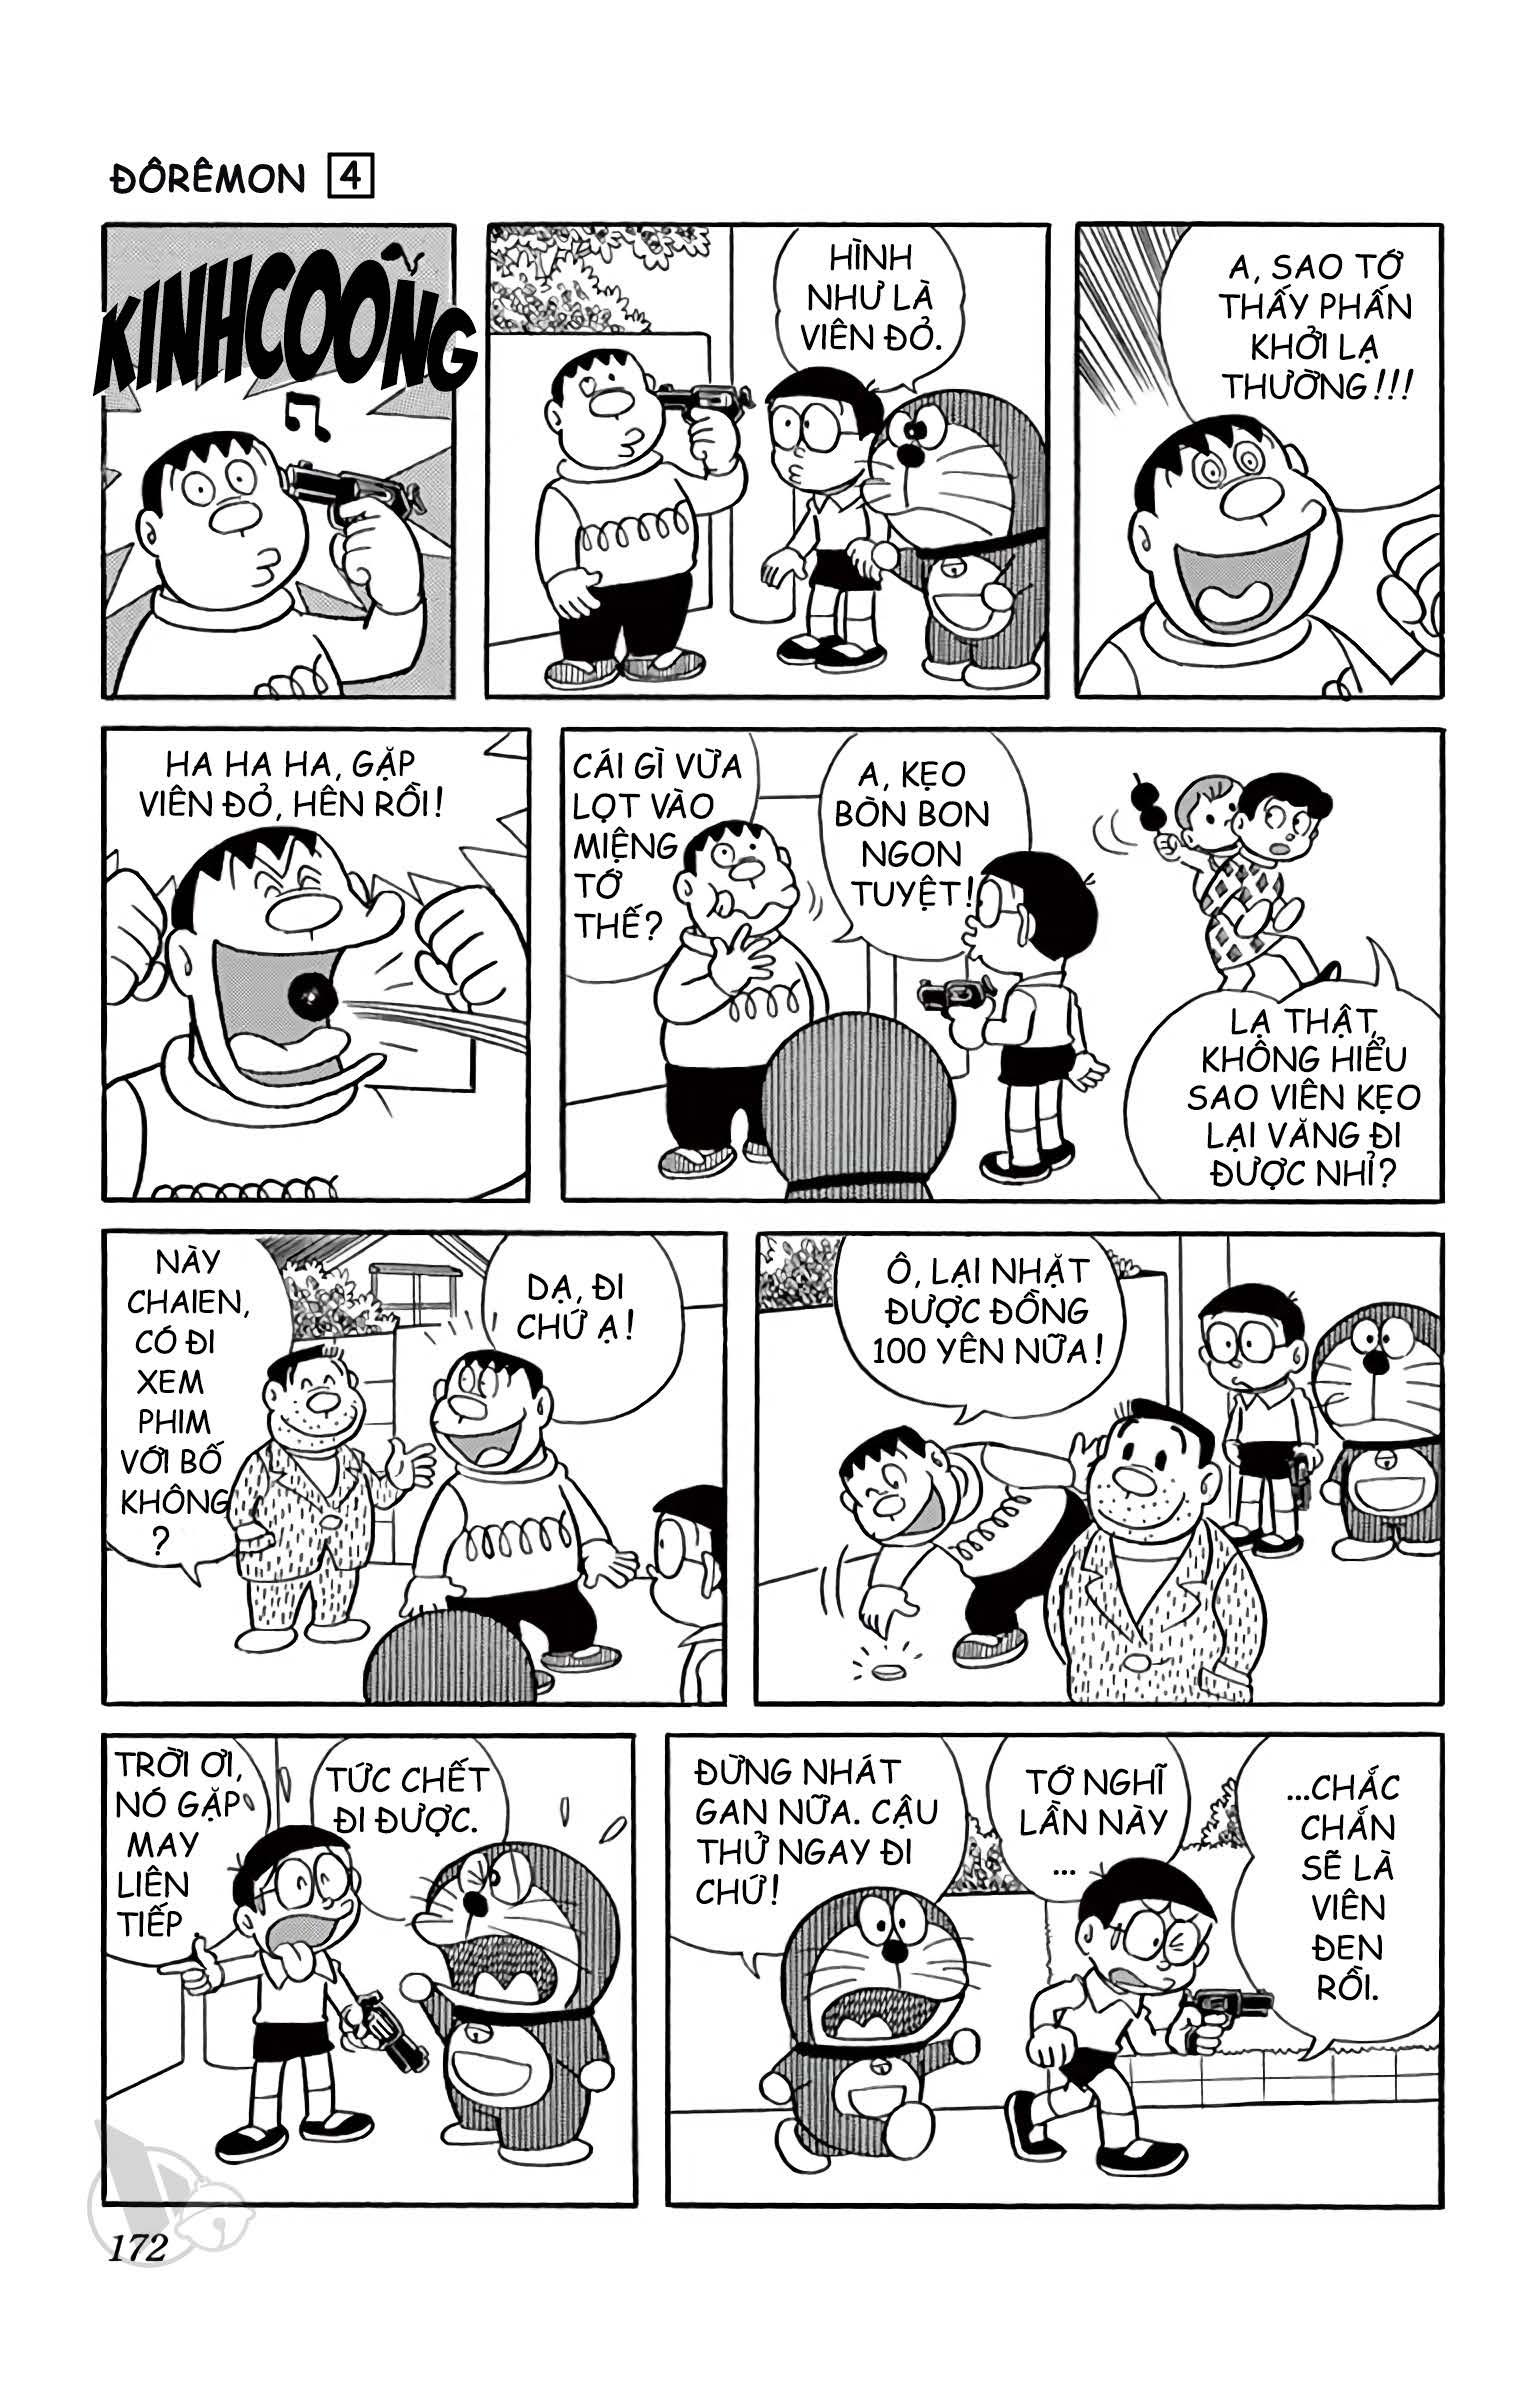 ĐÔRÊMON 4
KINHCOONG
HÌNH
NHƯ LÀ
VIÊN ĐỎ.
A, SAO TỚ
THẤY PHẤN
KHỞI LẠ
THƯỜNG!!!
HA HA HA, GẶP
VIÊN ĐỎ, HÊN RỒI!
CÁI GÌ VỪA
LỌT VÀO
MIỆNG
TỚ
THẾ?
A, KẸO
BÒN BON
NGON
TUYỆT!
LẠ THẬT,
KHÔNG HIỂU
SAO VIÊN KẸO
LẠI VĂNG ĐI
ĐƯỢC NHỈ?
NÀY
CHAIEN,
CÓ ĐI
XEM
PHIM
VỚI BỐ
KHÔNG
?
DẠ, ĐI
CHỨ Ạ!
Ô, LẠI NHẶT
ĐƯỢC ĐỒNG
100 YÊN NỮA!
TRỜI ƠI,
NÓ GẶP
MAY
LIÊN
TIẾP
TỨC CHẾT
ĐI ĐƯỢC.
ĐỪNG NHÁT
GAN NỮA. CẬU
THỬ NGAY ĐI
CHỨ!
TỚ NGHĨ
LẦN NÀY
...
...CHẮC
CHẮN
SẼ LÀ
VIÊN
ĐEN
RỒI.
172